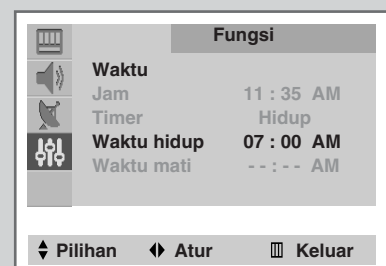 Fungsi
Waktu
Jam 11 : 35 AM
Timer Hidup
Waktu hidup 07 : 00 AM
Waktu mati - - : - - AM
Pilihan Atur Keluar